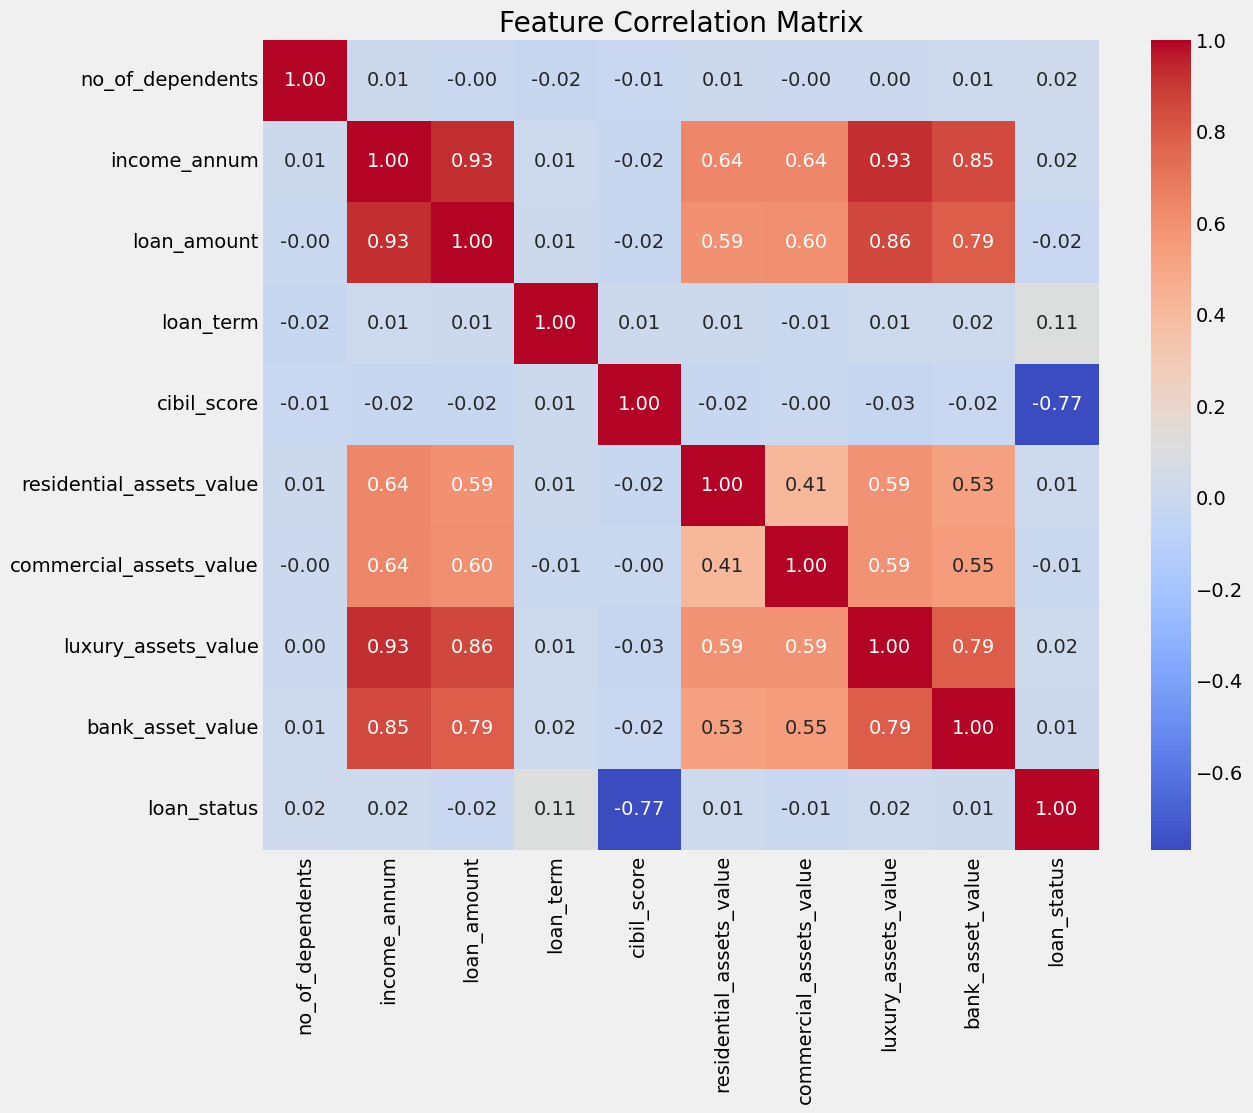 Feature Correlation Matrix
no_of_dependents 1.00 0.01 -0.00 -0.02 -0.01 0.01 -0.00 0.00 0.01 0.02
income_annum 0.01 1.00 0.93 0.01 -0.02 0.64 0.64 0.93 0.85 0.02
loan_amount -0.00 0.93 1.00 0.01 -0.02 0.59 0.60 0.86 0.79 -0.02
loan_term -0.02 0.01 0.01 1.00 0.01 0.01 -0.01 0.01 0.02 0.11
cibil_score -0.01 -0.02 -0.02 0.01 1.00 -0.02 -0.00 -0.03 -0.02 -0.77
residential_assets_value 0.01 0.64 0.59 0.01 -0.02 1.00 0.41 0.59 0.53 0.01
commercial_assets_value -0.00 0.64 0.60 -0.01 -0.00 0.41 1.00 0.59 0.55 -0.01
luxury_assets_value 0.00 0.93 0.86 0.01 -0.03 0.59 0.59 1.00 0.79 0.02
bank_asset_value 0.01 0.85 0.79 0.02 -0.02 0.53 0.55 0.79 1.00 0.01
loan_status 0.02 0.02 -0.02 0.11 -0.77 0.01 -0.01 0.02 0.01 1.00
no_of_dependents
income_annum
loan_amount
loan_term
cibil_score
residential_assets_value
commercial_assets_value
luxury_assets_value
bank_asset_value
loan_status
1.0
0.8
0.6
0.4
0.2
0.0
−0.2
−0.4
−0.6